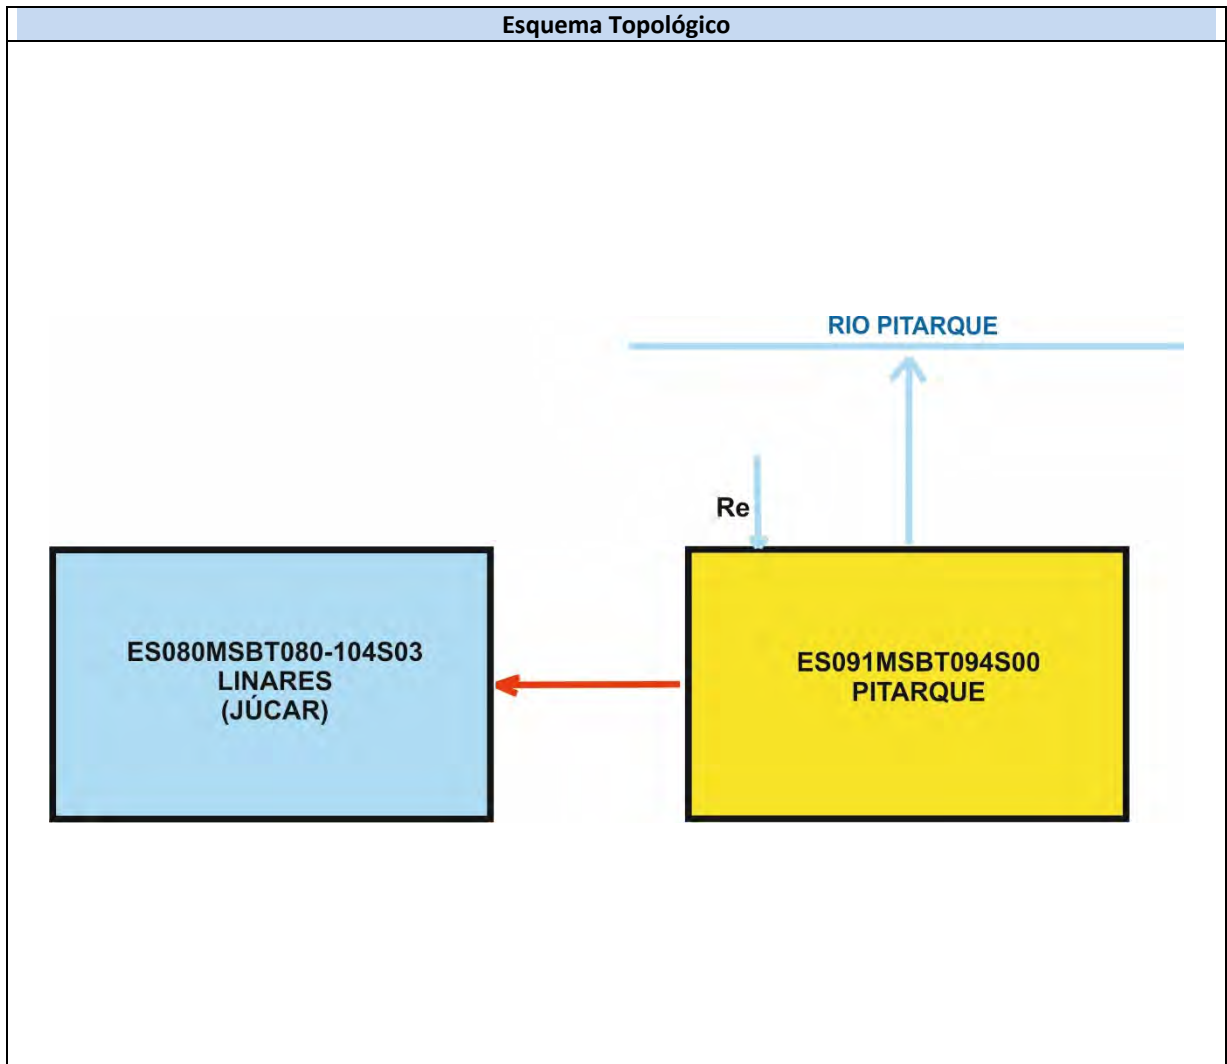 Esquema Topológico
RIO PITARQUE
Re
ES080MSBT080-104S03
LINARES
(JÚCAR)
ES091MSBT094S00
PITARQUE